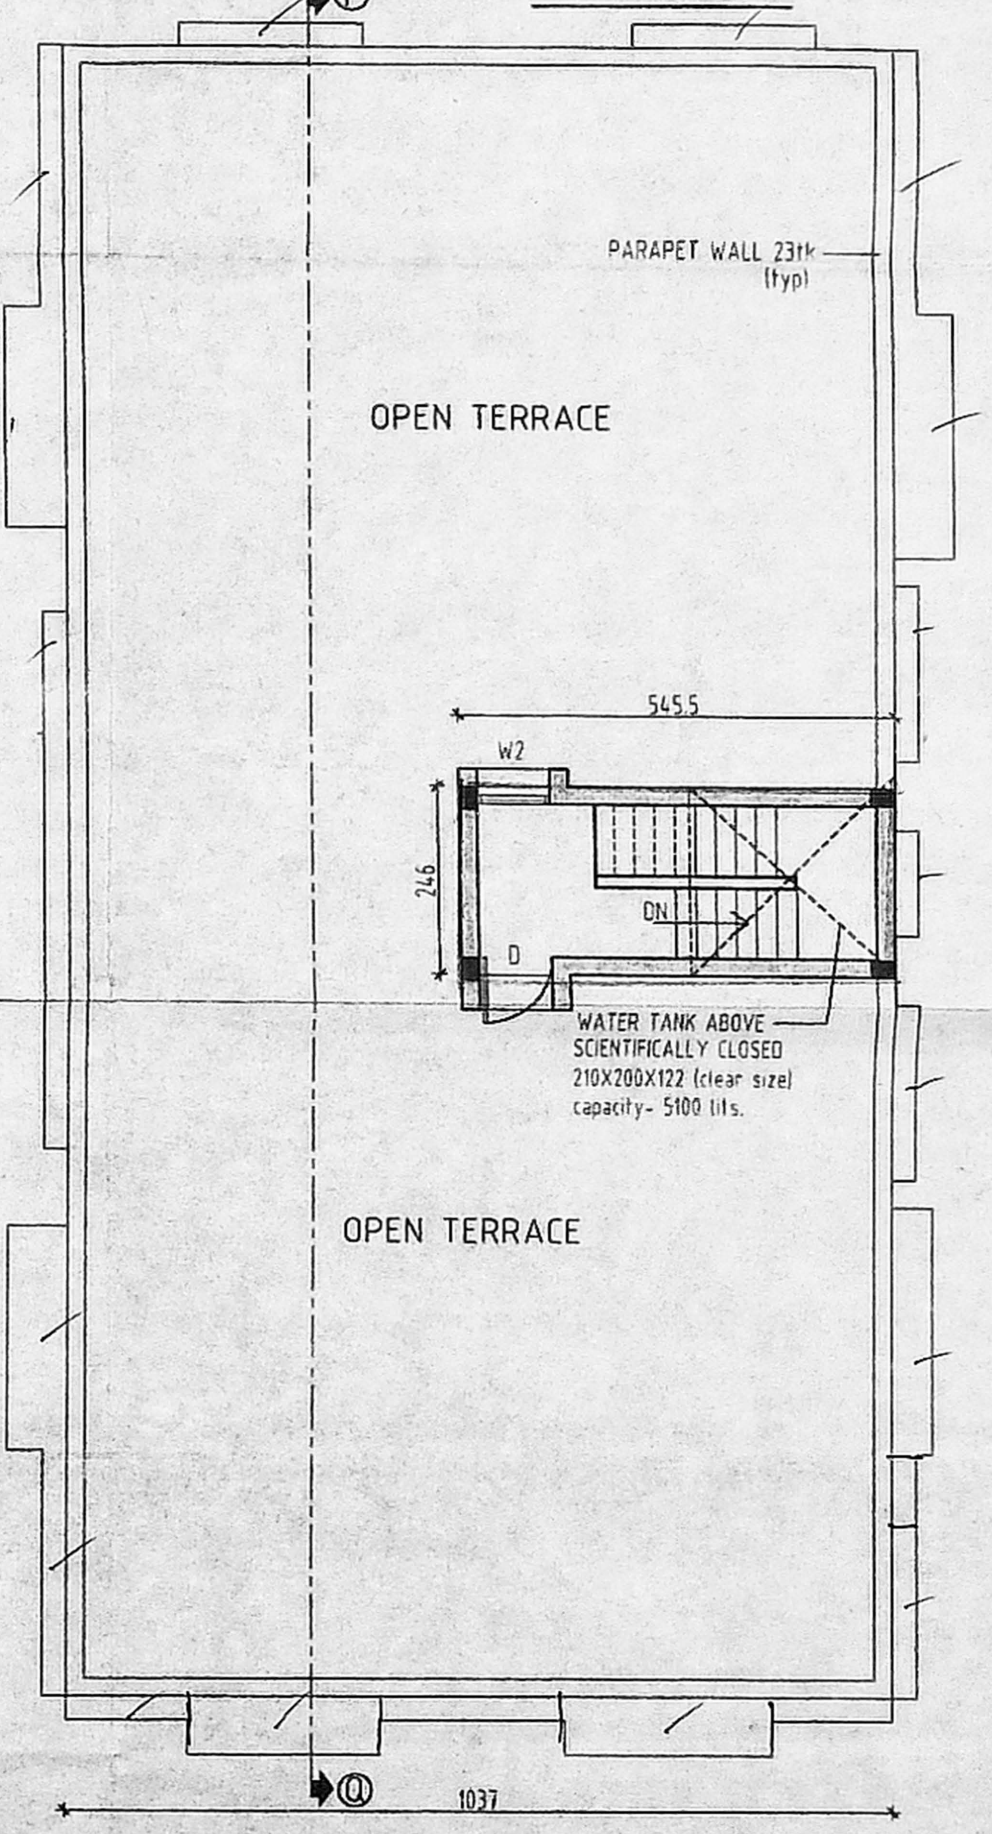 PARAPET WALL 23tk
(typ)
OPEN TERRACE
545.5
W2
246
DN
D
WATER TANK ABOVE
SCIENTIFICALLY CLOSED
210X200X122 (clear size)
capacity- 5100 lits.
OPEN TERRACE
Q
1037